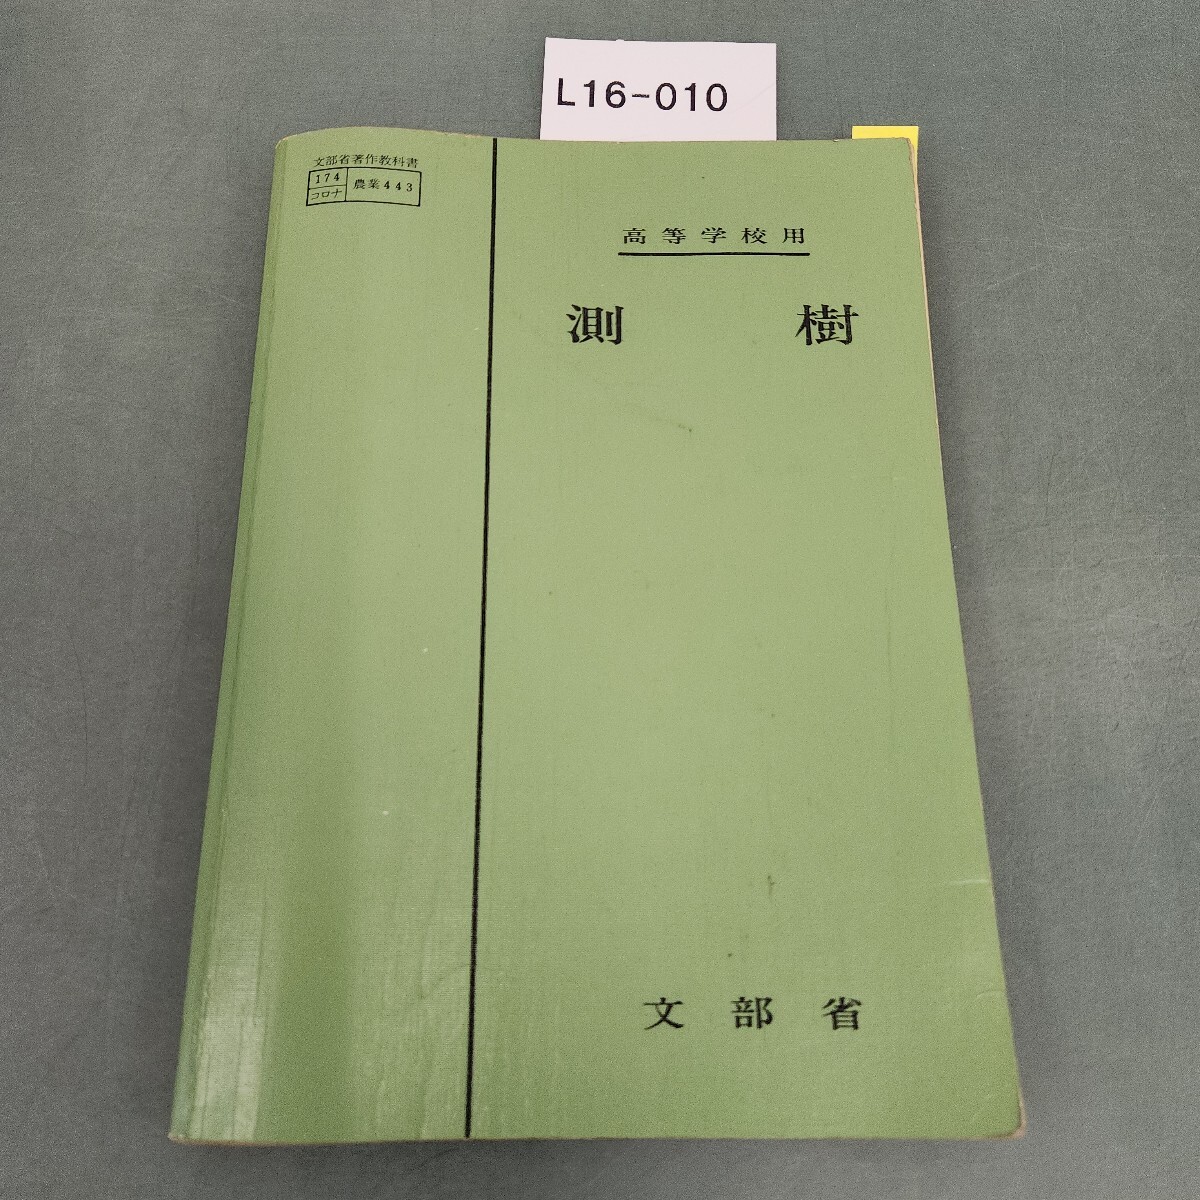 L16-010
文部省著作教科書
174
コロナ
農業443
高等学校用
測樹
文部省